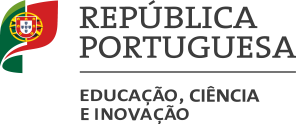 REPÚBLICA
PORTUGUESA
EDUCAÇÃO, CIÊNCIA
E INOVAÇÃO